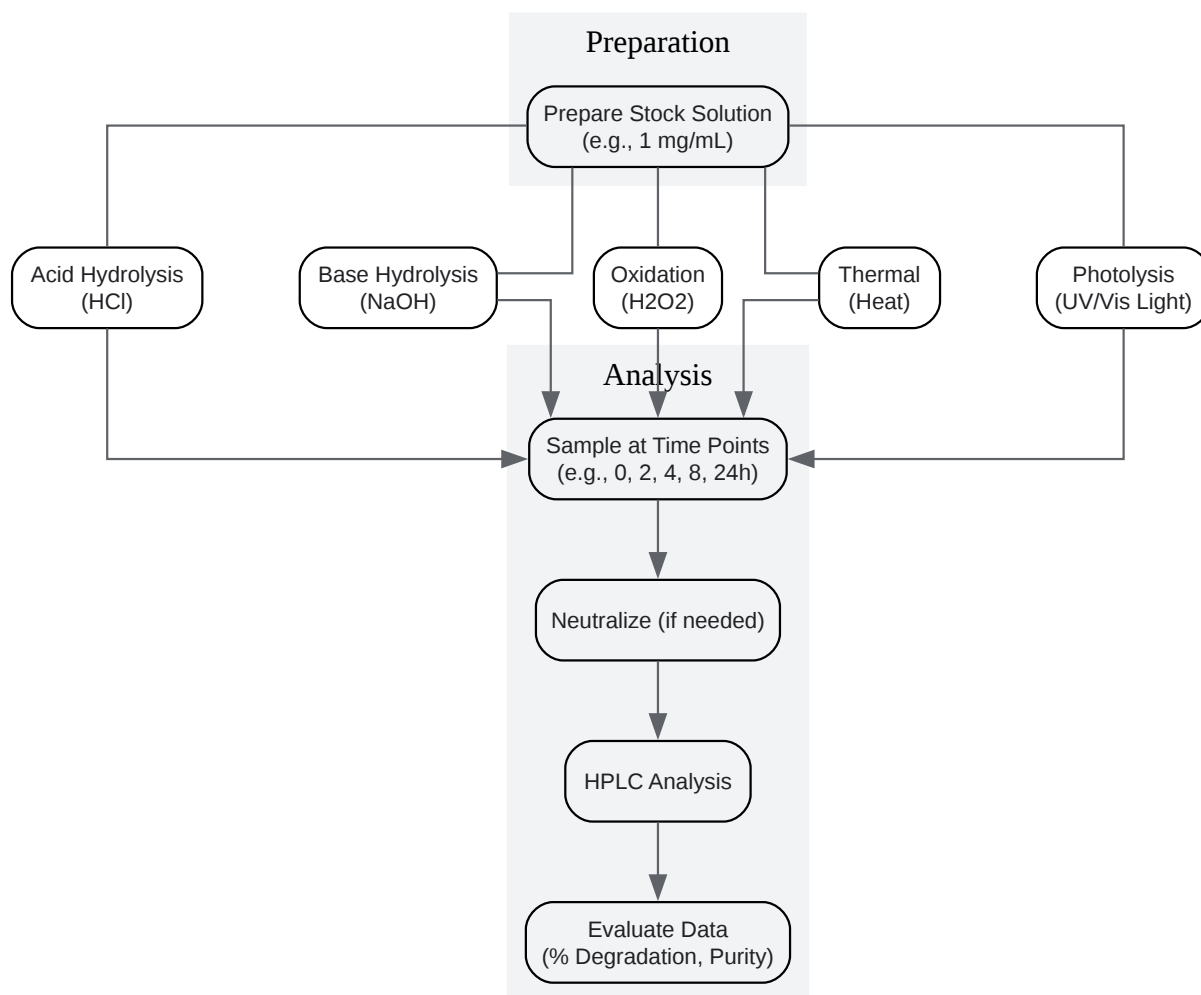 Preparation
Prepare Stock Solution
(e.g., 1 mg/mL)
Acid Hydrolysis
(HCl)
Base Hydrolysis
(NaOH)
Oxidation
(H2O2)
Thermal
(Heat)
Photolysis
(UV/Vis Light)
Analysis
Sample at Time Points
(e.g., 0, 2, 4, 8, 24h)
Neutralize (if needed)
HPLC Analysis
Evaluate Data
(% Degradation, Purity)